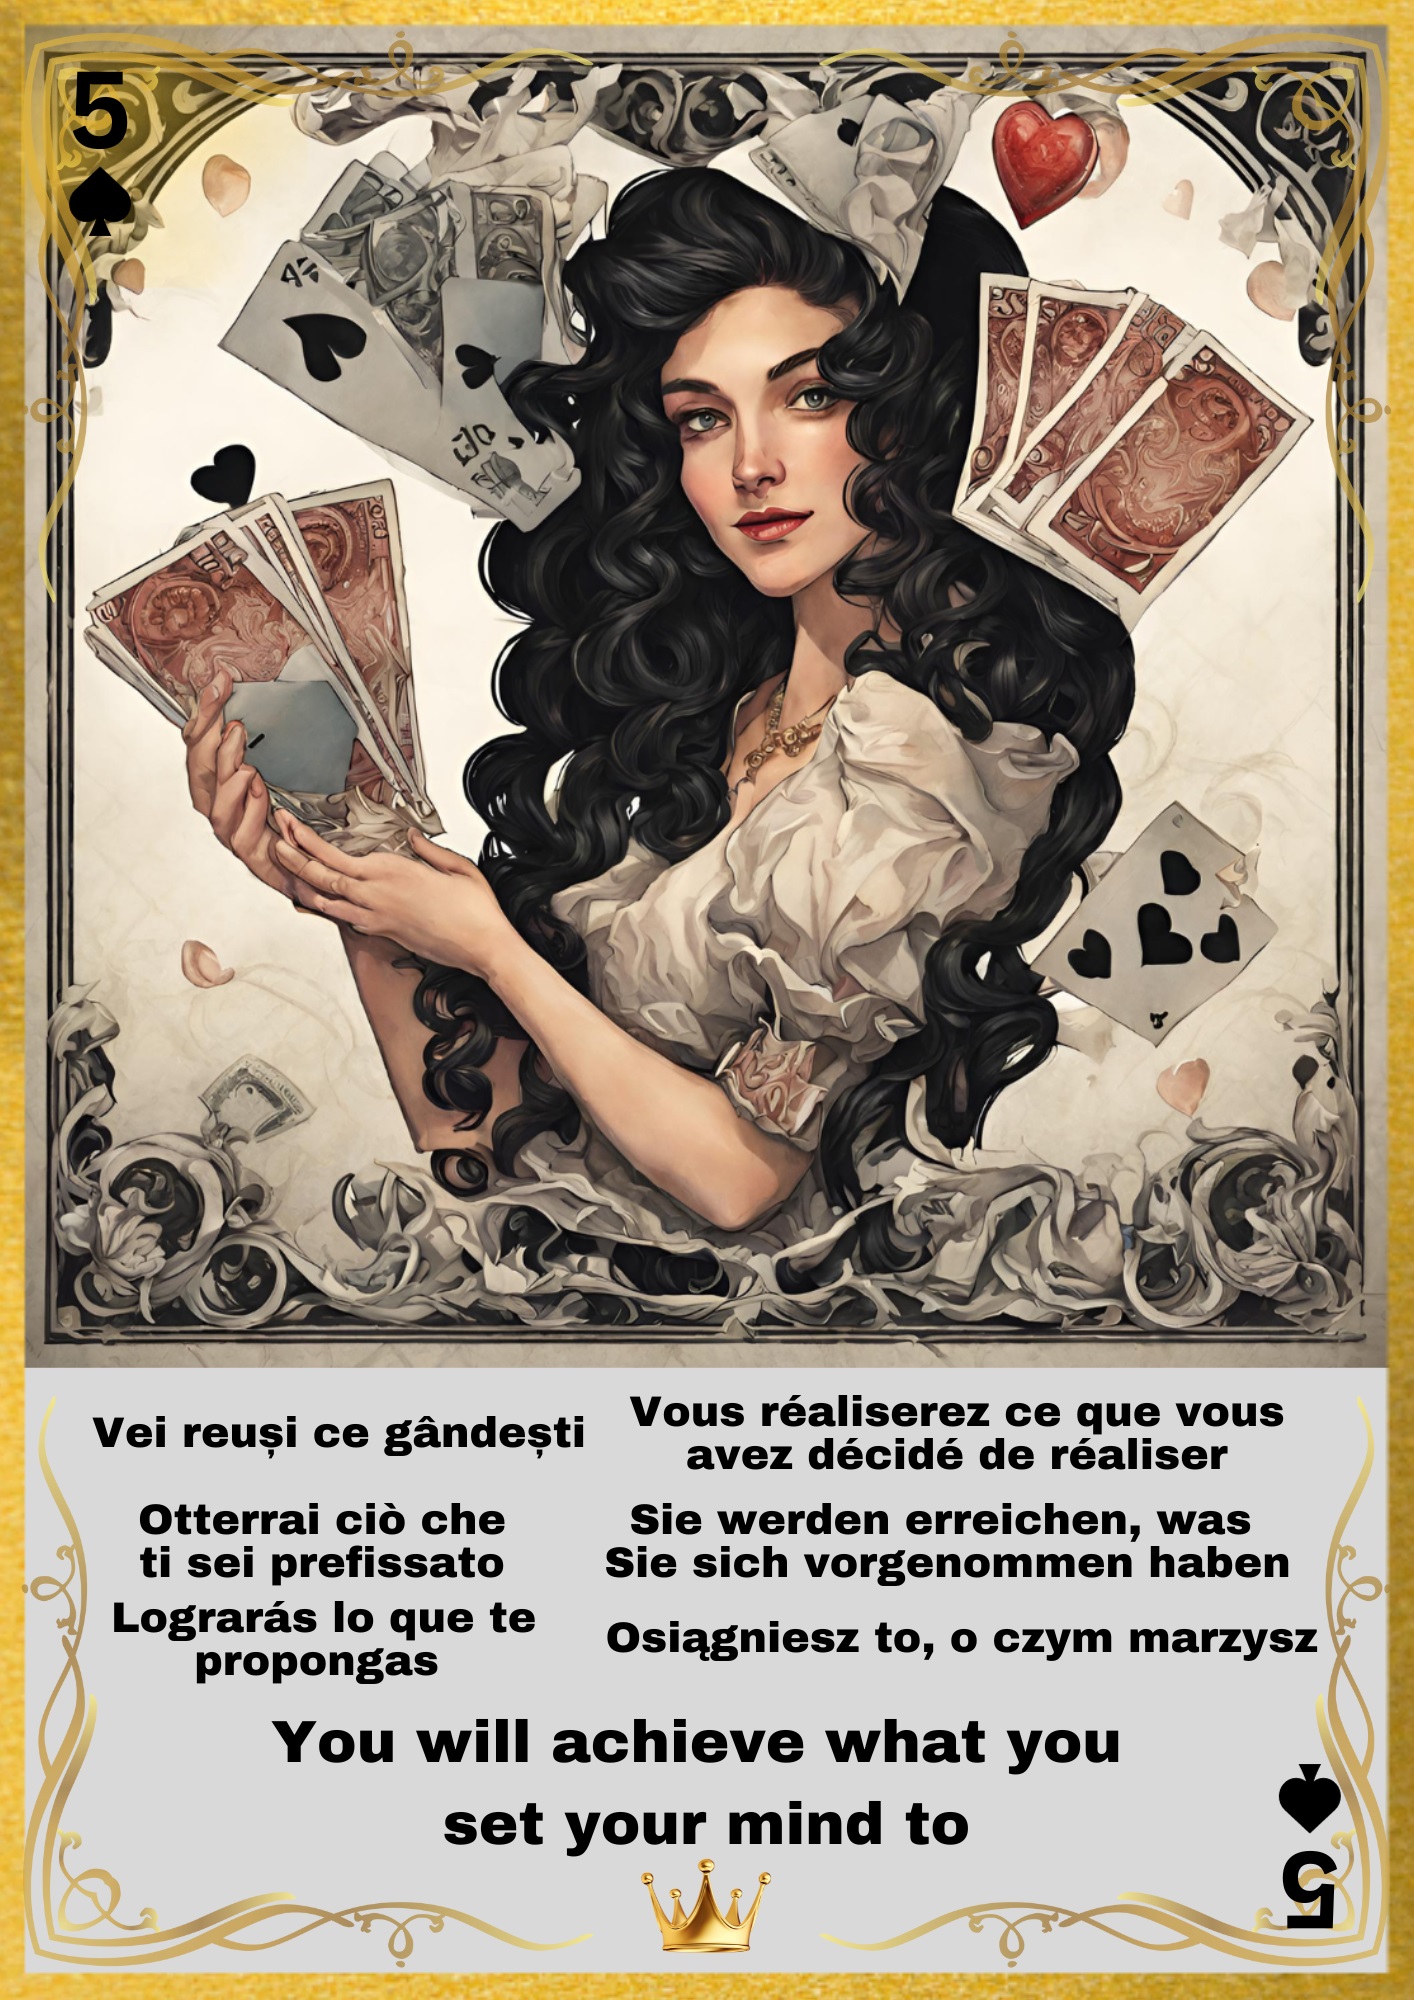 5
Vei reuși ce gândești
Vous réaliserez ce que vous
avez décidé de réaliser
Otterrai ciò che
ti sei prefissato
Sie werden erreichen, was
Sie sich vorgenommen haben
Lograrás lo que te
propongas
Osiągniesz to, o czym marzysz
You will achieve what you
set your mind to
5